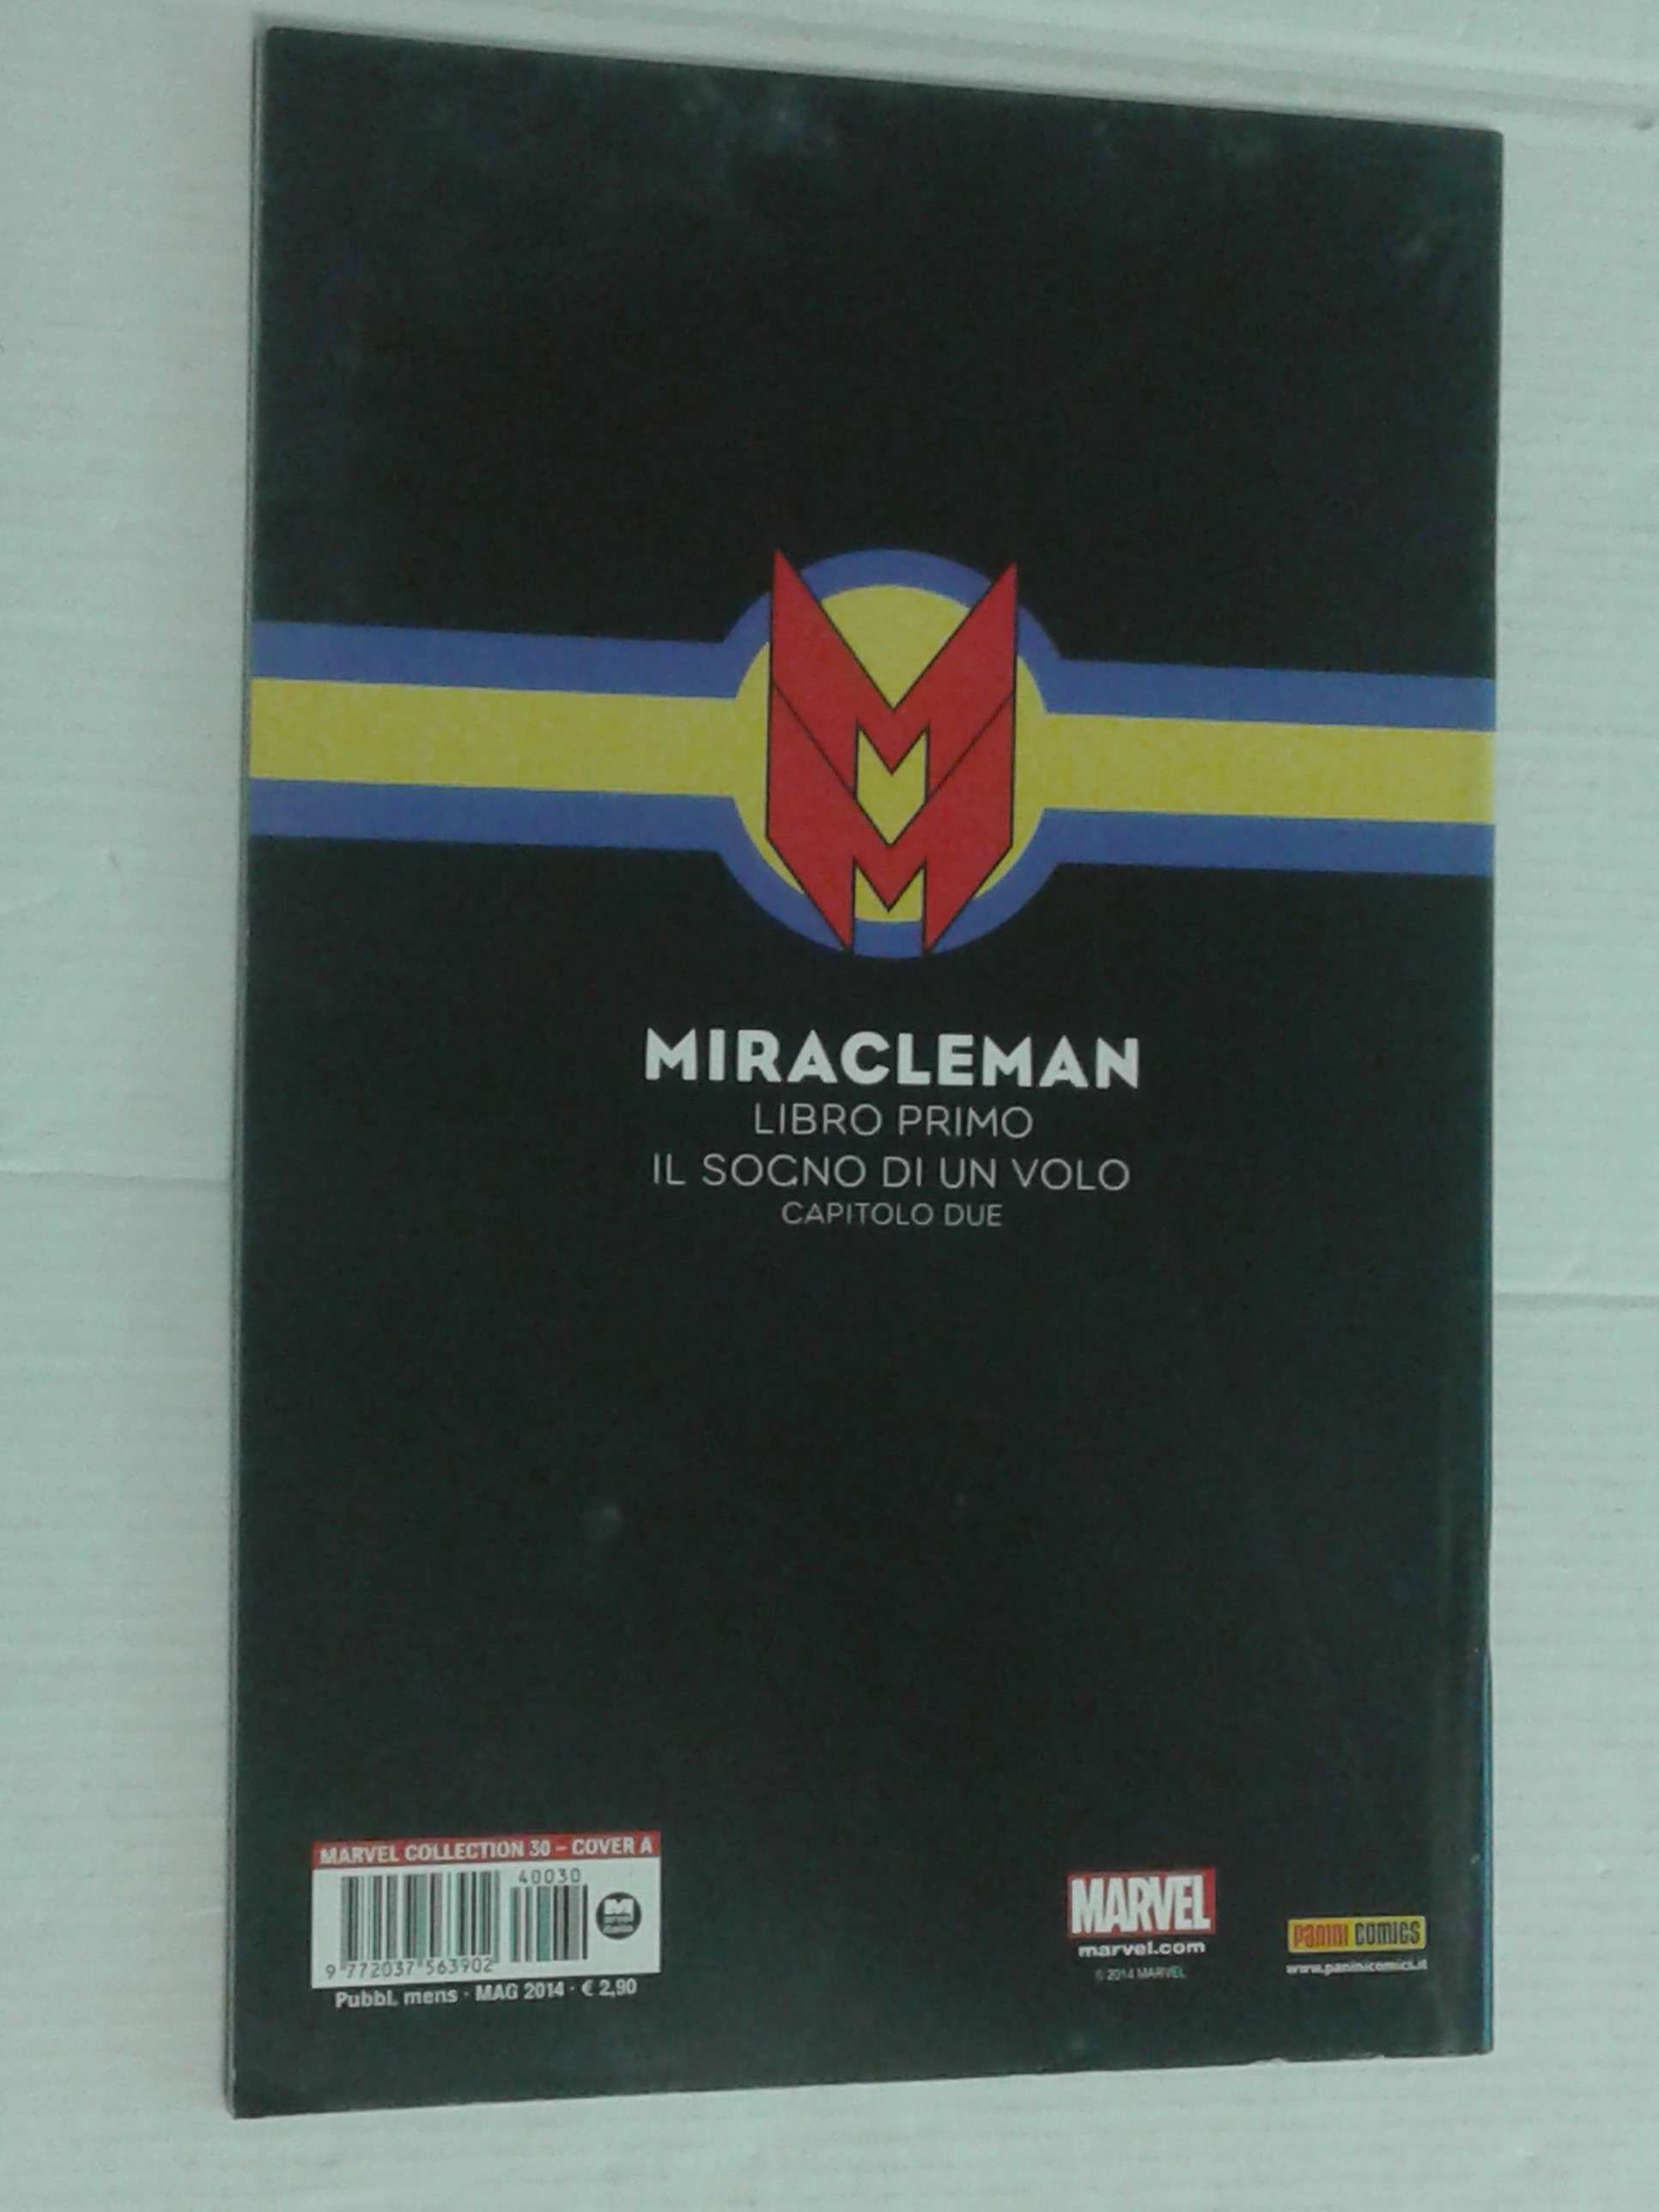 MIRACLEMAN
LIBRO PRIMO
IL SOGNO DI UN VOLO
CAPITOLO DUE
MARVEL COLLECTION 30 – COVER A
40030
9 772037 563902
Pubbl. mens · MAG 2014 · € 2,90
MARVEL
marvel.com
© 2014 MARVEL
PANINI COMICS
www.paninicomics.it